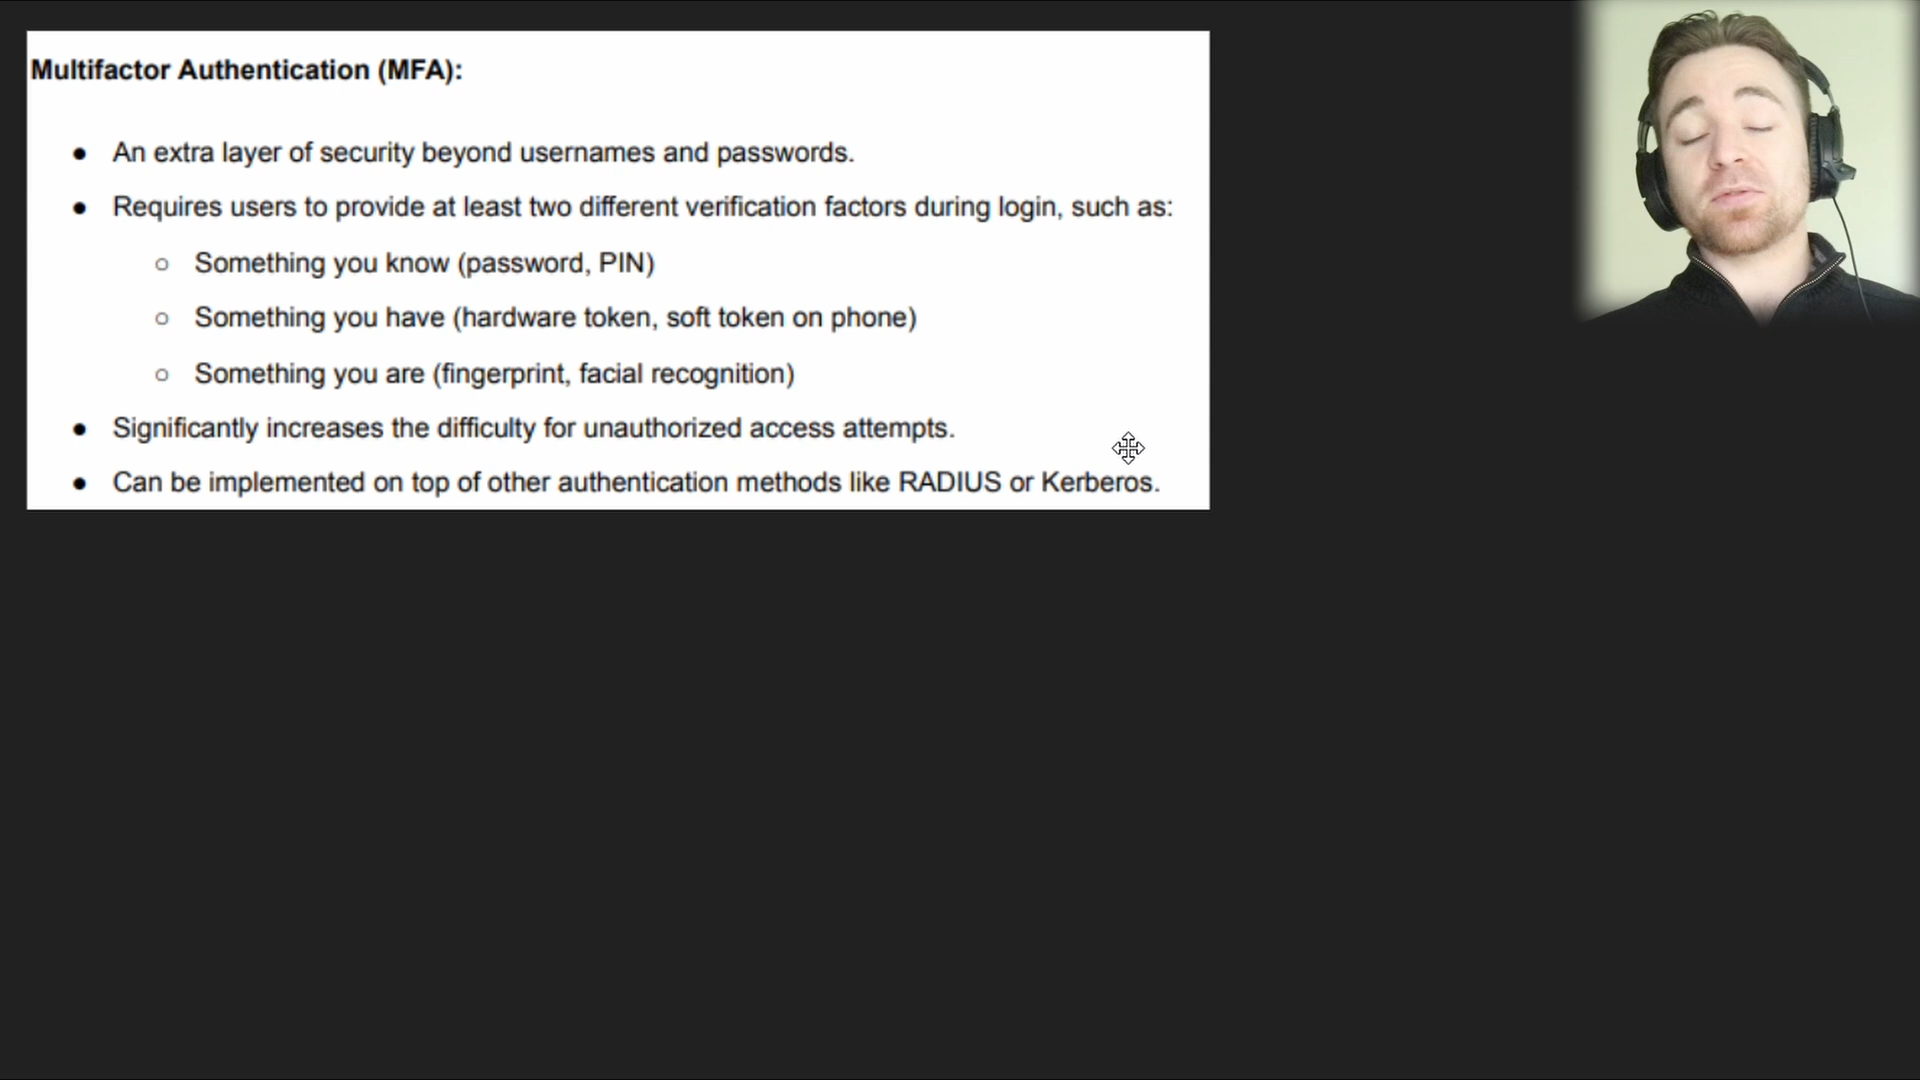 Multifactor Authentication (MFA):
● An extra layer of security beyond usernames and passwords.
● Requires users to provide at least two different verification factors during login, such as:
○ Something you know (password, PIN)
○ Something you have (hardware token, soft token on phone)
○ Something you are (fingerprint, facial recognition)
● Significantly increases the difficulty for unauthorized access attempts.
● Can be implemented on top of other authentication methods like RADIUS or Kerberos.